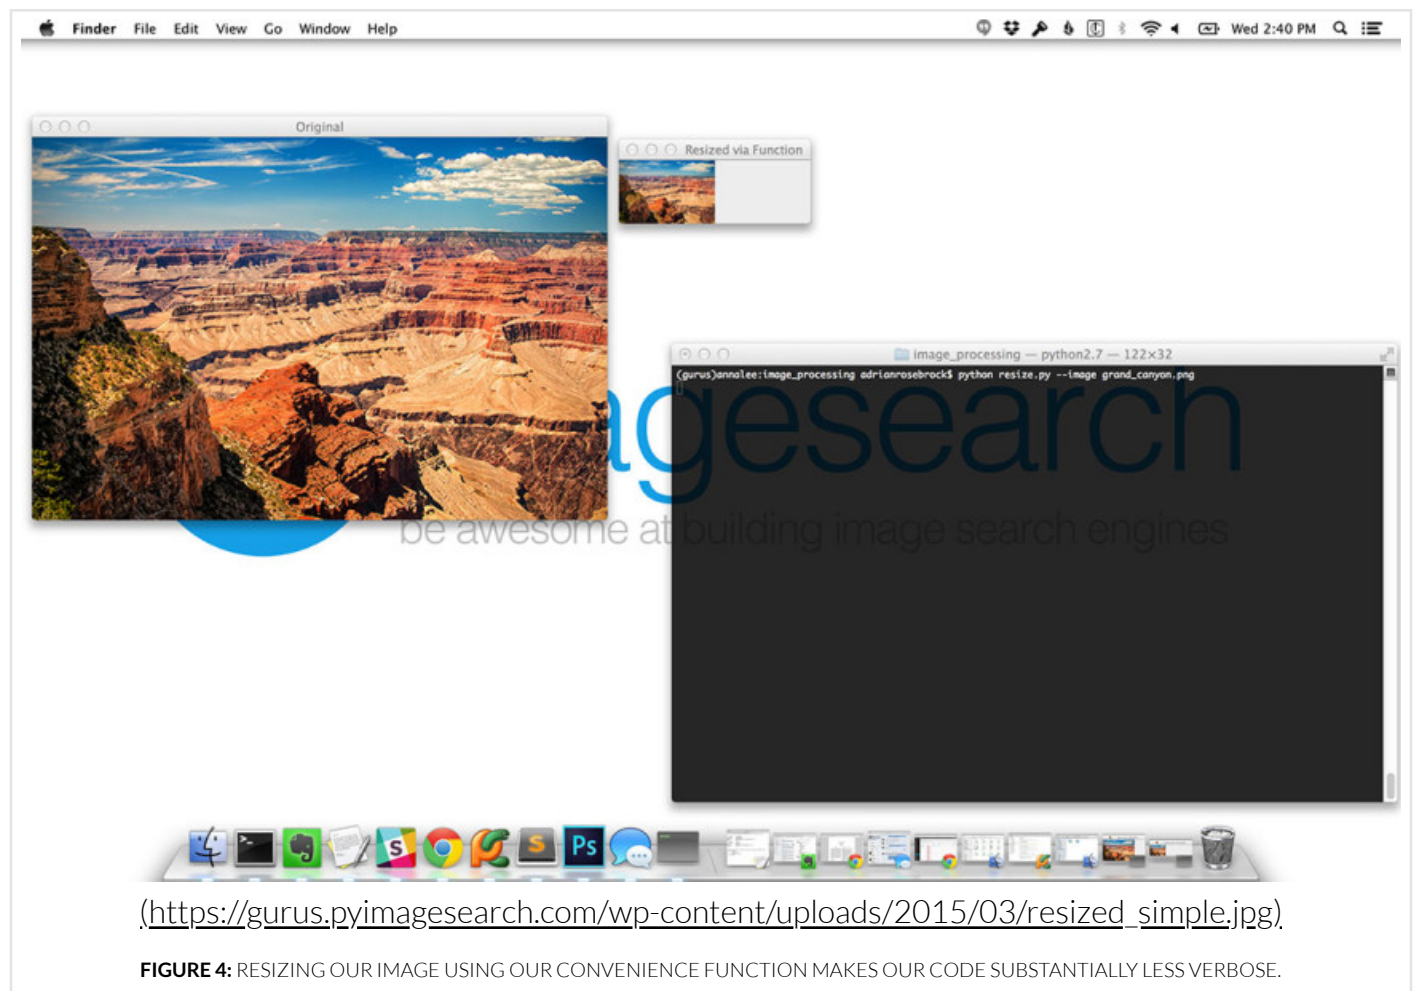 Finder File Edit View Go Window Help Wed 2:40 PM
Original
Resized via Function
image_processing — python2.7 — 122×32
(gurus)annalee:image_processing adrianrosebrock$ python resize.py --image grand_canyon.png
agesearch
be awesome at building image search engines
S Ps
(https://gurus.pyimagesearch.com/wp-content/uploads/2015/03/resized_simple.jpg)
FIGURE 4: RESIZING OUR IMAGE USING OUR CONVENIENCE FUNCTION MAKES OUR CODE SUBSTANTIALLY LESS VERBOSE.